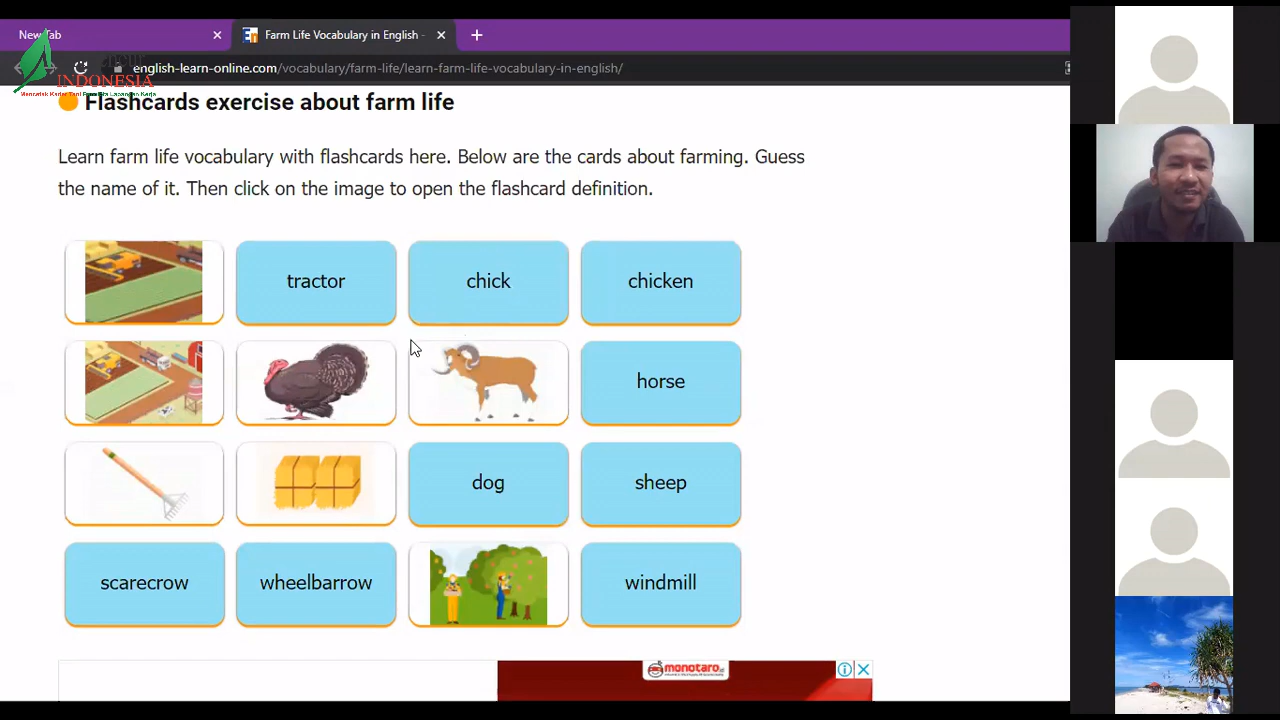 New Tab
Farm Life Vocabulary in English -
english-learn-online.com/vocabulary/farm-life/learn-farm-life-vocabulary-in-english/
INDONESIA
Mencetak Kader Tani
Flashcards exercise about farm life
Learn farm life vocabulary with flashcards here. Below are the cards about farming. Guess
the name of it. Then click on the image to open the flashcard definition.
tractor
chick
chicken
horse
dog
sheep
scarecrow
wheelbarrow
windmill
monotaro